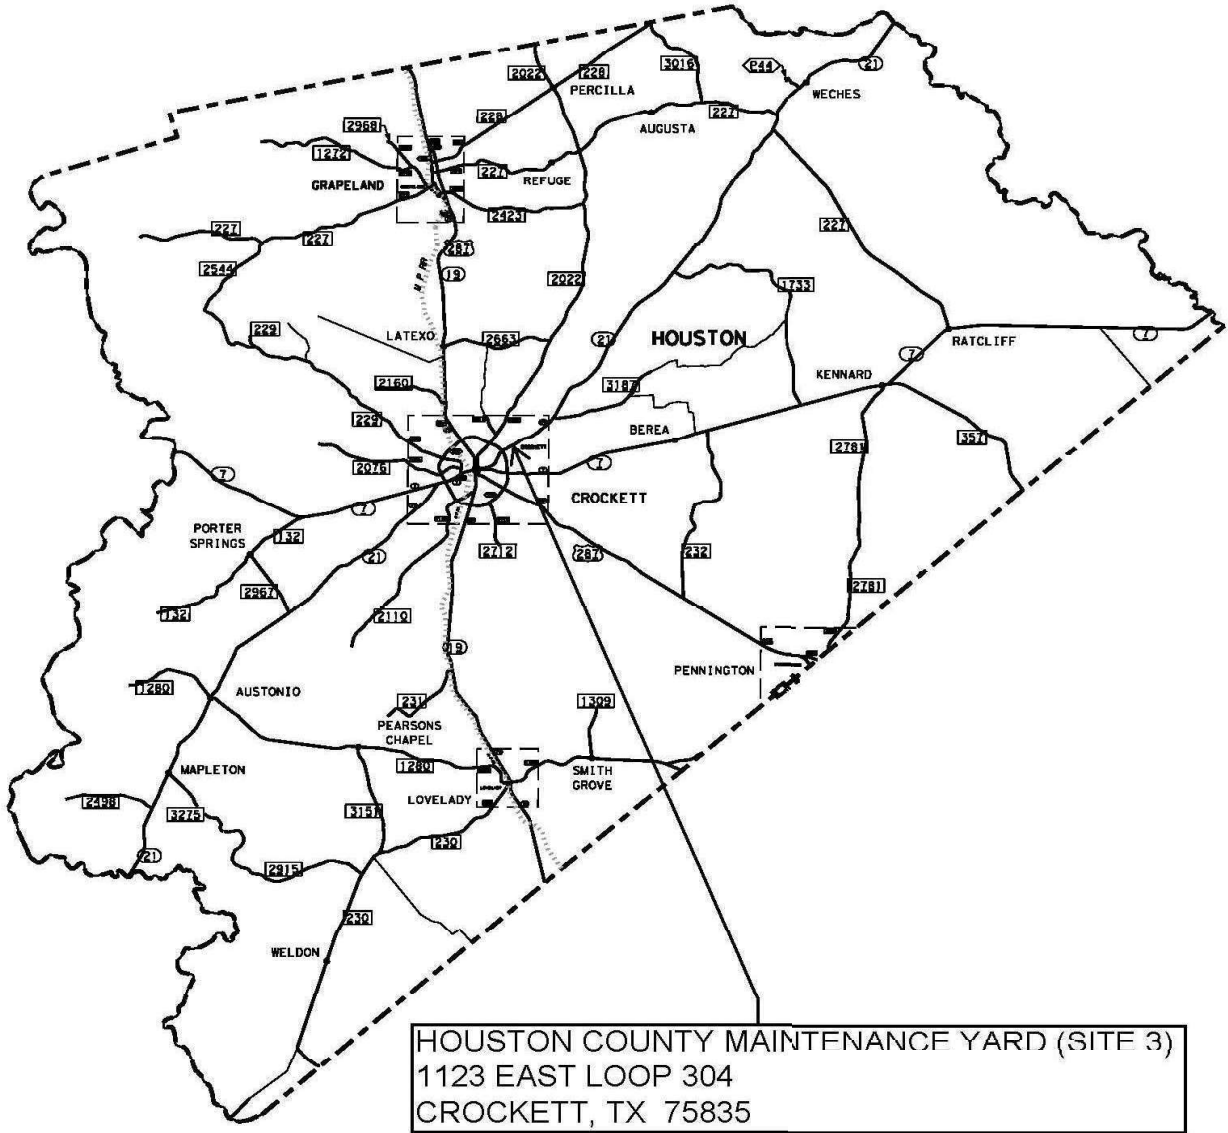 2022
228
PERCILLA
3016
P44
21
WECHES
2968
228
227
AUGUSTA
1272
GRAPELAND
227
REFUGE
2423
227
227
287
227
2544
M P RR
19
2022
1733
229
LATEXO
2663
21
HOUSTON
7
RATCLIFF
7
2160
3187
KENNARD
229
BEREA
2781
357
2076
7
7
CROCKETT
7
PORTER
SPRINGS
132
21
2712
287
232
2967
132
2110
2781
19
PENNINGTON
1280
AUSTONIO
231
1309
PEARSONS
CHAPEL
MAPLETON
1280
SMITH
GROVE
2498
3275
3151
LOVELADY
230
21
2915
230
WELDON
HOUSTON COUNTY MAINTENANCE YARD (SITE 3)
1123 EAST LOOP 304
CROCKETT, TX 75835